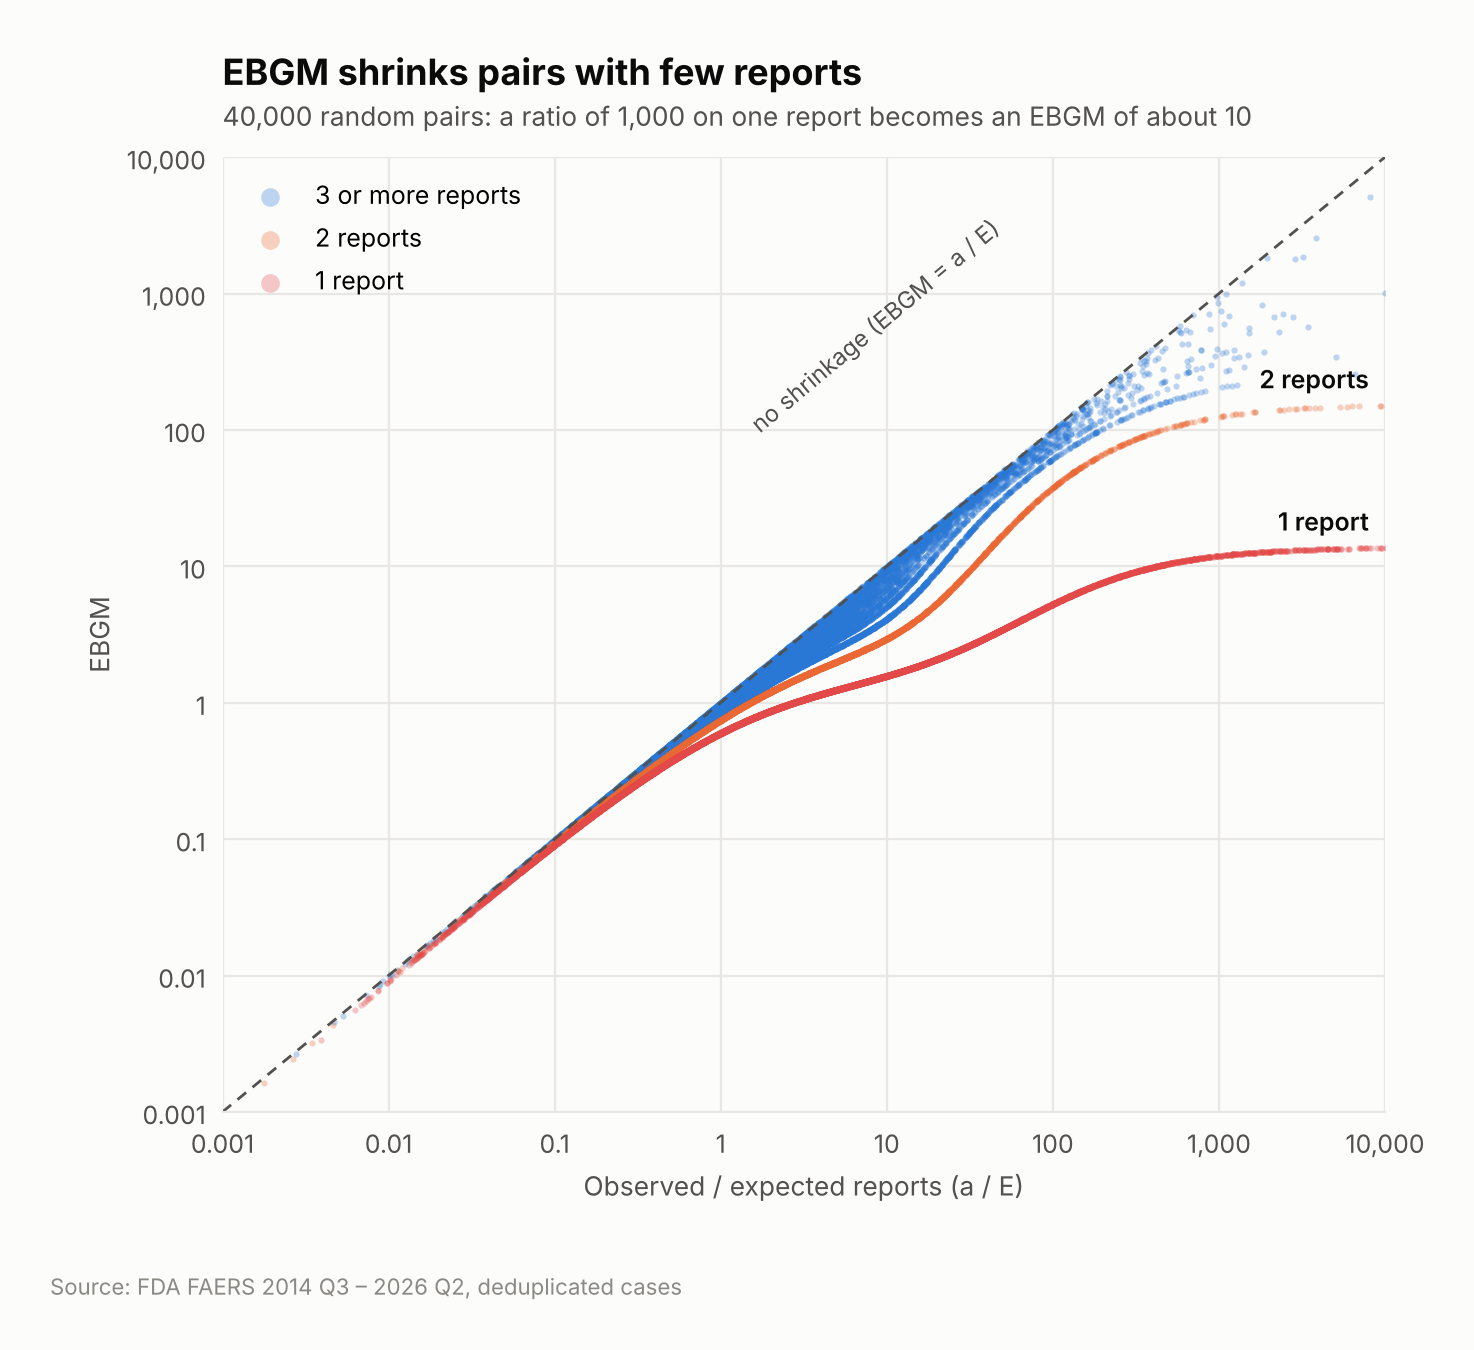 EBGM shrinks pairs with few reports
40,000 random pairs: a ratio of 1,000 on one report becomes an EBGM of about 10
10,000
1,000
100
10
1
0.1
0.01
0.001
EBGM
3 or more reports
2 reports
1 report
no shrinkage (EBGM = a / E)
2 reports
1 report
0.001
0.01
0.1
1
10
100
1,000
10,000
Observed / expected reports (a / E)
Source: FDA FAERS 2014 Q3 – 2026 Q2, deduplicated cases